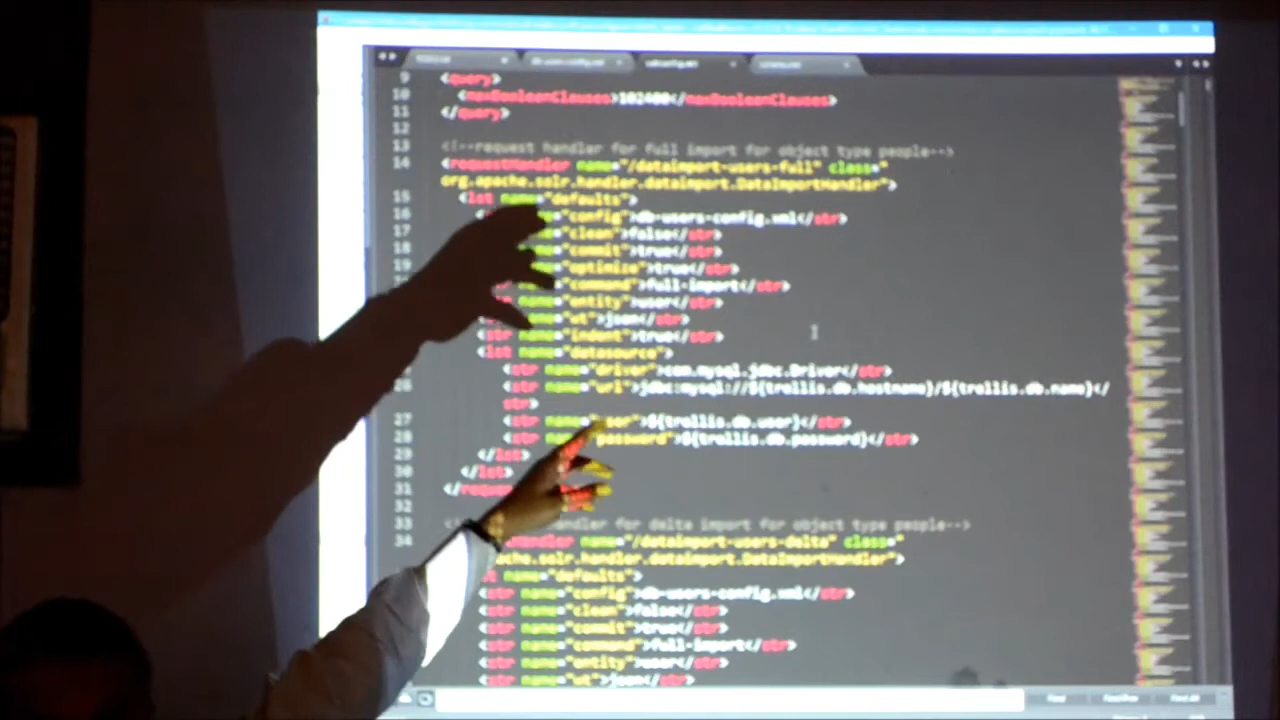 9 <query>
10 <maxBooleanClauses>102400</maxBooleanClauses>
11 </query>
12
13 <!--request handler for full import for object type people-->
14 <requestHandler name="/dataimport-users-full" class="
org.apache.solr.handler.dataimport.DataImportHandler">
15 <lst name="defaults">
16 "config">db-users-config.xml</str>
17 "clean">false</str>
18 "commit">true</str>
19 "optimize">true</str>
"command">full-import</str>
"entity">user</str>
"wt">json</str>
<str name="indent">true</str>
<lst name="datasource">
<str name="driver">com.mysql.jdbc.Driver</str>
26 <str name="url">jdbc:mysql://${trollis.db.hostname}/${trollis.db.name}</
str>
27 <str name= >${trollis.db.user}</str>
28 <str name="password">${trollis.db.password}</str>
29 </lst>
30 </lst>
31
32
33 handler for delta import for object type people-->
34 name="/dataimport-users-delta" class="
.solr.handler.dataimport.DataImportHandler">
name="defaults">
<str name="config">db-users-config.xml</str>
<str name="clean">false</str>
<str name="commit">true</str>
<str name="command">full-import</str>
<str name="entity">user</str>
<str name="wt">json</str>